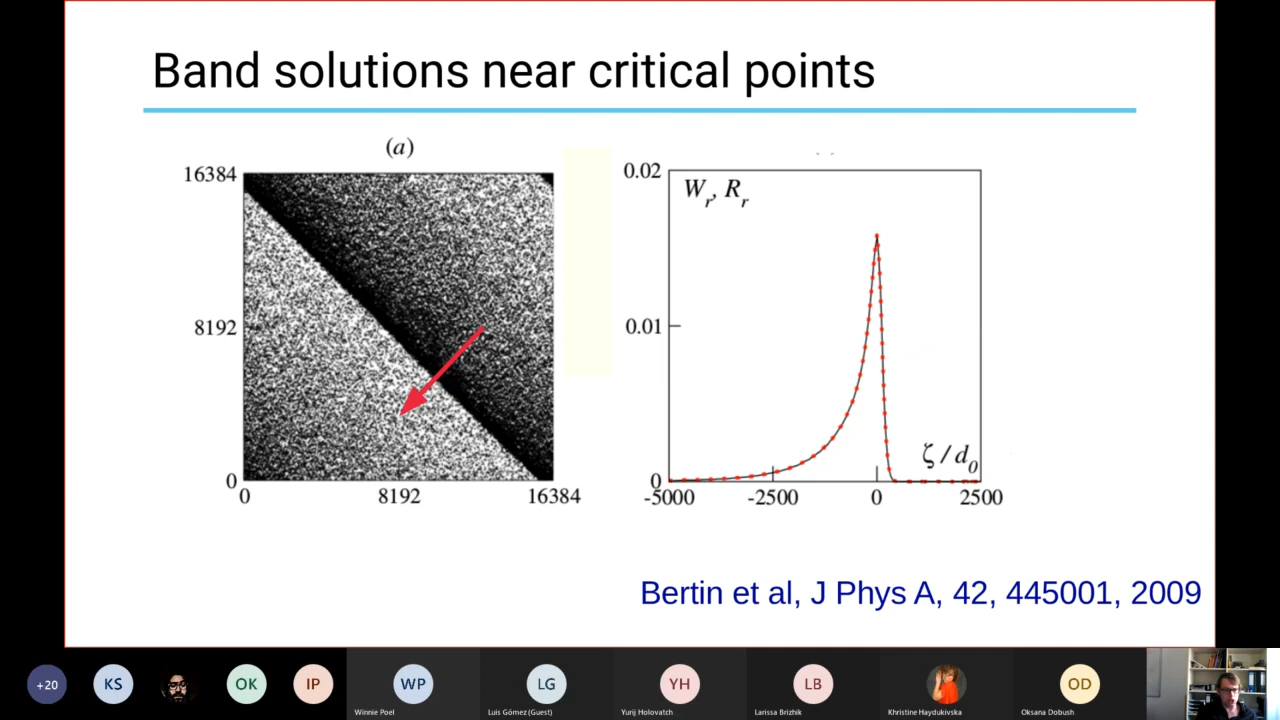 Band solutions near critical points
(a)
16384
8192
0
0
8192
16384
0.02
W_r, R_r
0.01
ζ / d_0
0
-5000
-2500
0
2500
Bertin et al, J Phys A, 42, 445001, 2009
+20
KS
OK
IP
WP
LG
YH
LB
OD
Winnie Poel
Luis Gómez (Guest)
Yurij Holovatch
Larissa Brizhik
Khristine Haydukivska
Oksana Dobush